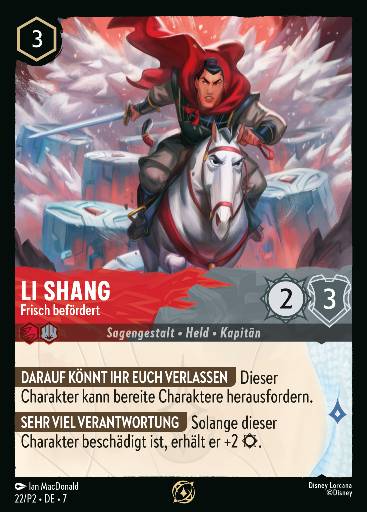 3
LI SHANG
Frisch befördert
2
3
Sagengestalt • Held • Kapitän
DARAUF KÖNNT IHR EUCH VERLASSEN Dieser
Charakter kann bereite Charaktere herausfordern.
SEHR VIEL VERANTWORTUNG Solange dieser
Charakter beschädigt ist, erhält er +2 .
Ian MacDonald
22/P2 • DE • 7
Disney Lorcana
©Disney